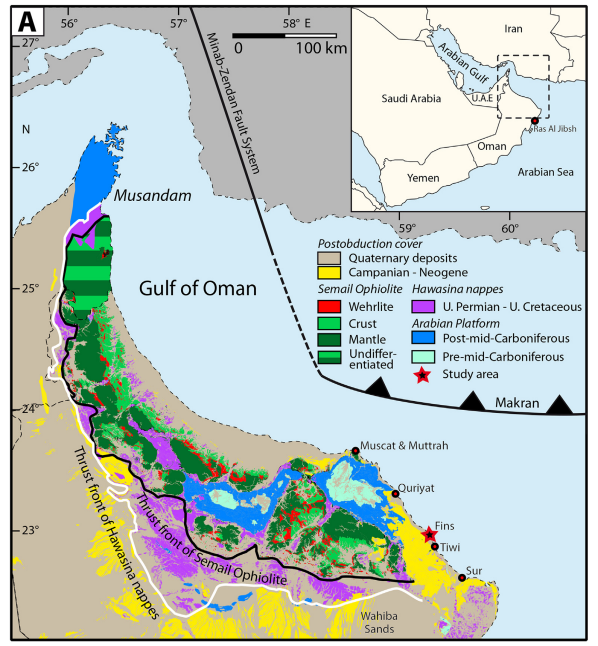 A
56°
57°
58° E
59°
60°
27°
26°
25°
24°
23°
N
0
100 km
Minab-Zendan Fault System
Iran
Arabian Gulf
Saudi Arabia
U.A.E
Ras Al Jibsh
Oman
Arabian Sea
Yemen
Musandam
Gulf of Oman
Postobduction cover
Quaternary deposits
Campanian - Neogene
Semail Ophiolite
Wehrlite
Crust
Mantle
Undiffer-
entiated
Hawasina nappes
U. Permian - U. Cretaceous
Arabian Platform
Post-mid-Carboniferous
Pre-mid-Carboniferous
Study area
Makran
Muscat & Muttrah
Quriyat
Fins
Tiwi
Sur
Thrust front of Hawasina nappes
Thrust front of Semail Ophiolite
Wahiba
Sands